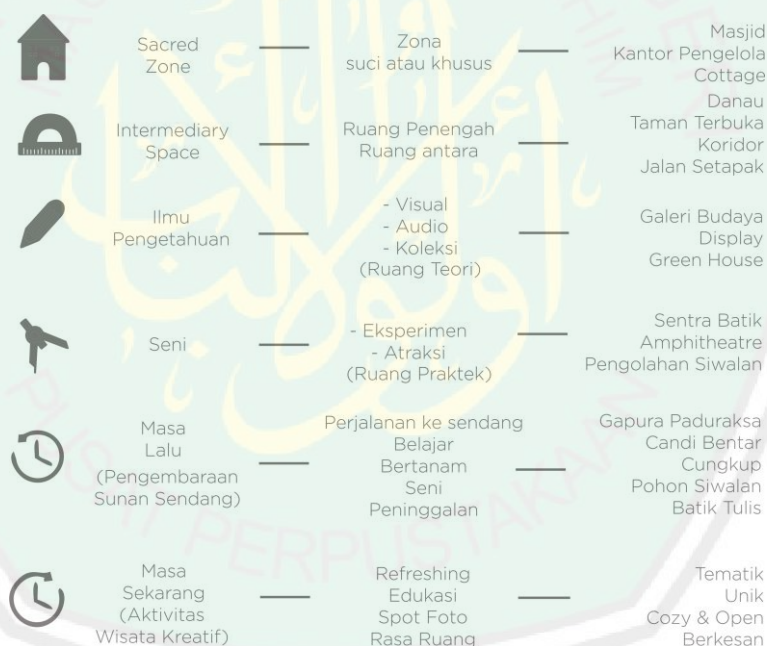 Sacred
Zone
Zona
suci atau khusus
Masjid
Kantor Pengelola
Cottage
Intermediary
Space
Ruang Penengah
Ruang antara
Danau
Taman Terbuka
Koridor
Jalan Setapak
Ilmu
Pengetahuan
- Visual
- Audio
- Koleksi
(Ruang Teori)
Galeri Budaya
Display
Green House
Seni
- Eksperimen
- Atraksi
(Ruang Praktek)
Sentra Batik
Amphitheatre
Pengolahan Siwalan
Masa
Lalu
(Pengembaraan
Sunan Sendang)
Perjalanan ke sendang
Belajar
Bertanam
Seni
Peninggalan
Gapura Paduraksa
Candi Bentar
Cungkup
Pohon Siwalan
Batik Tulis
Masa
Sekarang
(Aktivitas
Wisata Kreatif)
Refreshing
Edukasi
Spot Foto
Rasa Ruang
Tematik
Unik
Cozy & Open
Berkesan
PUSAT PERPUSTAKAAN